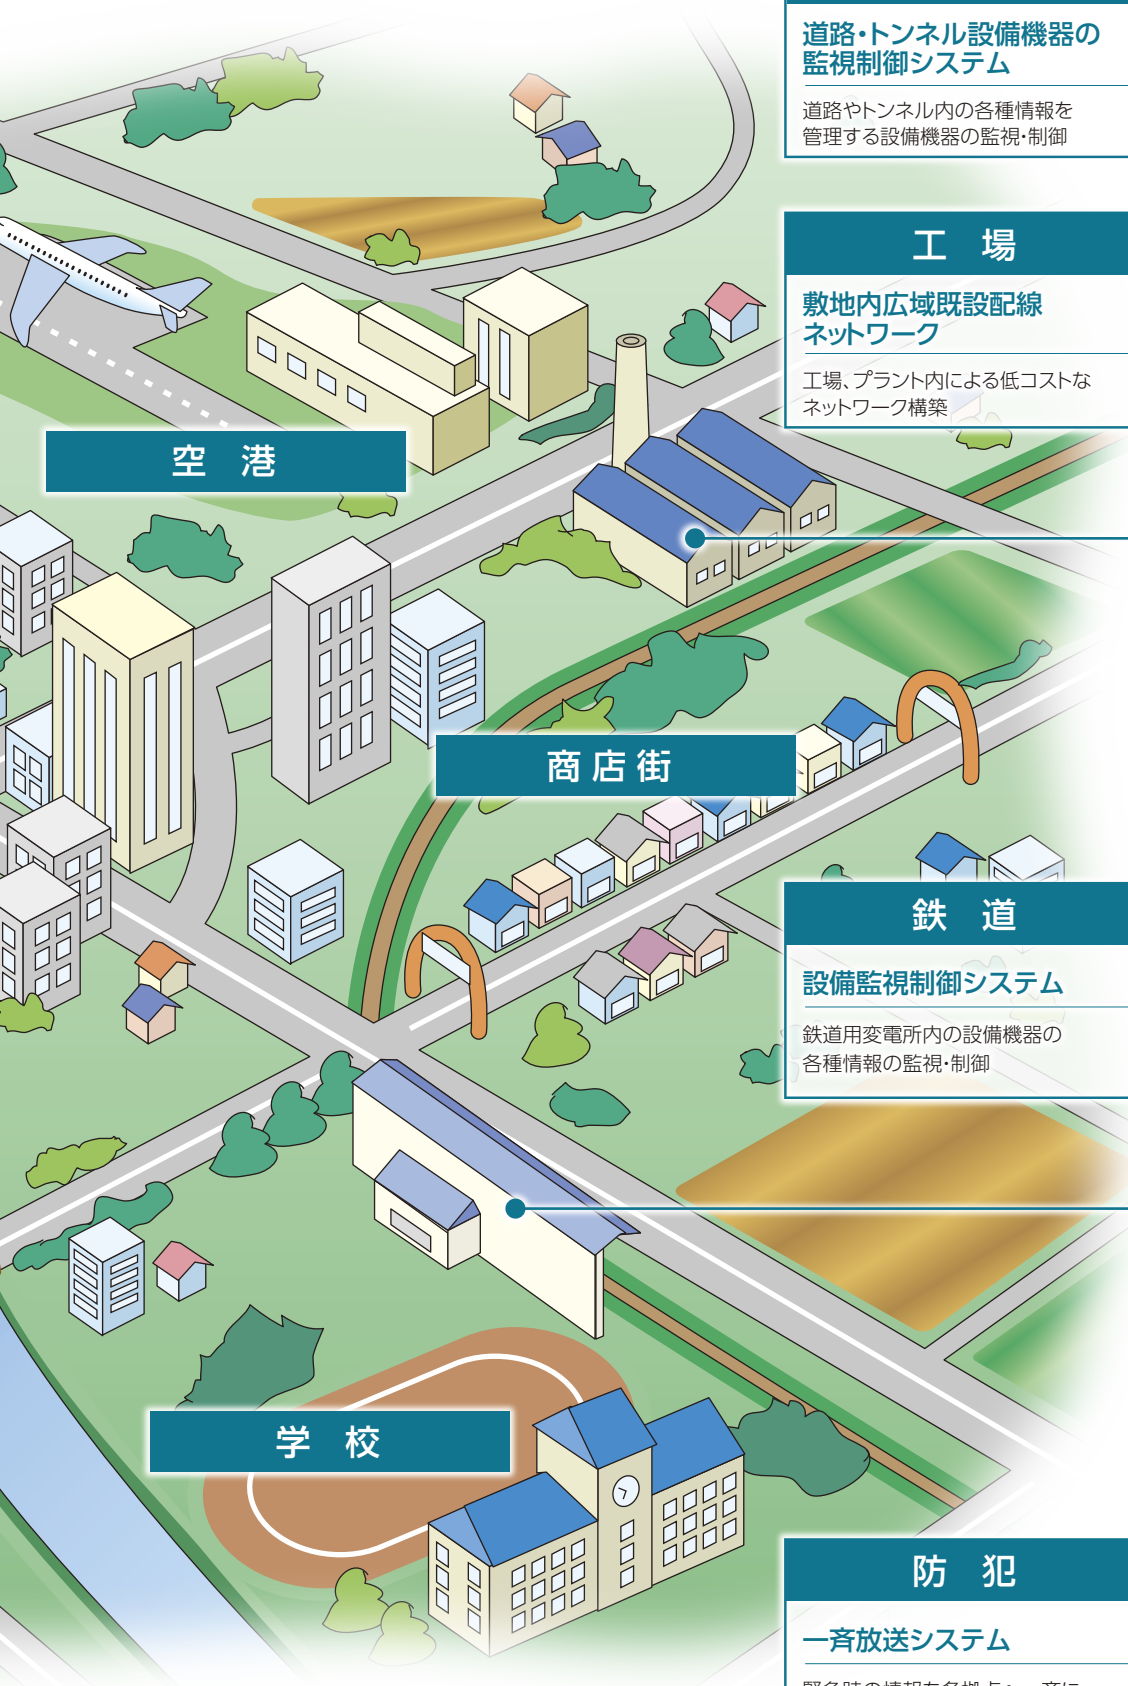 道路・トンネル設備機器の
監視制御システム
道路やトンネル内の各種情報を
管理する設備機器の監視・制御
工 場
敷地内広域既設配線
ネットワーク
工場、プラント内による低コストな
ネットワーク構築
空 港
商店街
鉄 道
設備監視制御システム
鉄道用変電所内の設備機器の
各種情報の監視・制御
学 校
防 犯
一斉放送システム